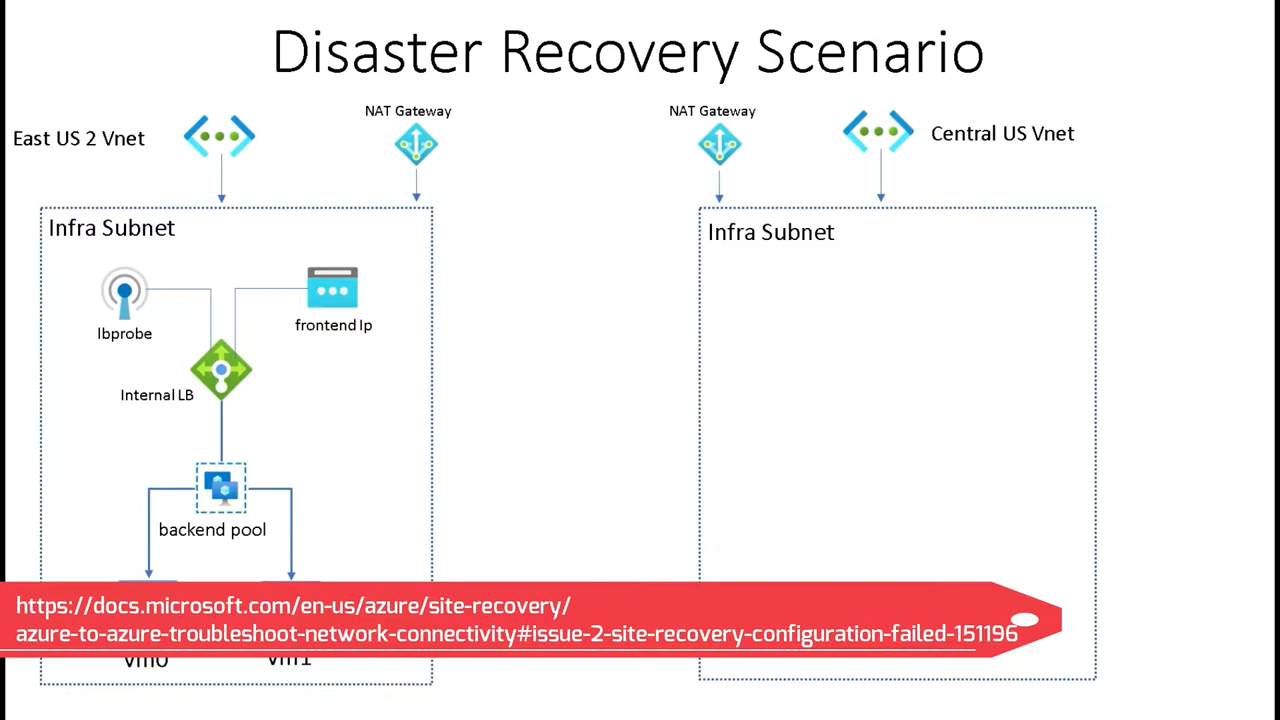 Disaster Recovery Scenario
East US 2 Vnet
NAT Gateway
NAT Gateway
Central US Vnet
Infra Subnet
lbprobe
frontend Ip
Internal LB
backend pool
vm0
vm1
Infra Subnet
https://docs.microsoft.com/en-us/azure/site-recovery/
azure-to-azure-troubleshoot-network-connectivity#issue-2-site-recovery-configuration-failed-151196